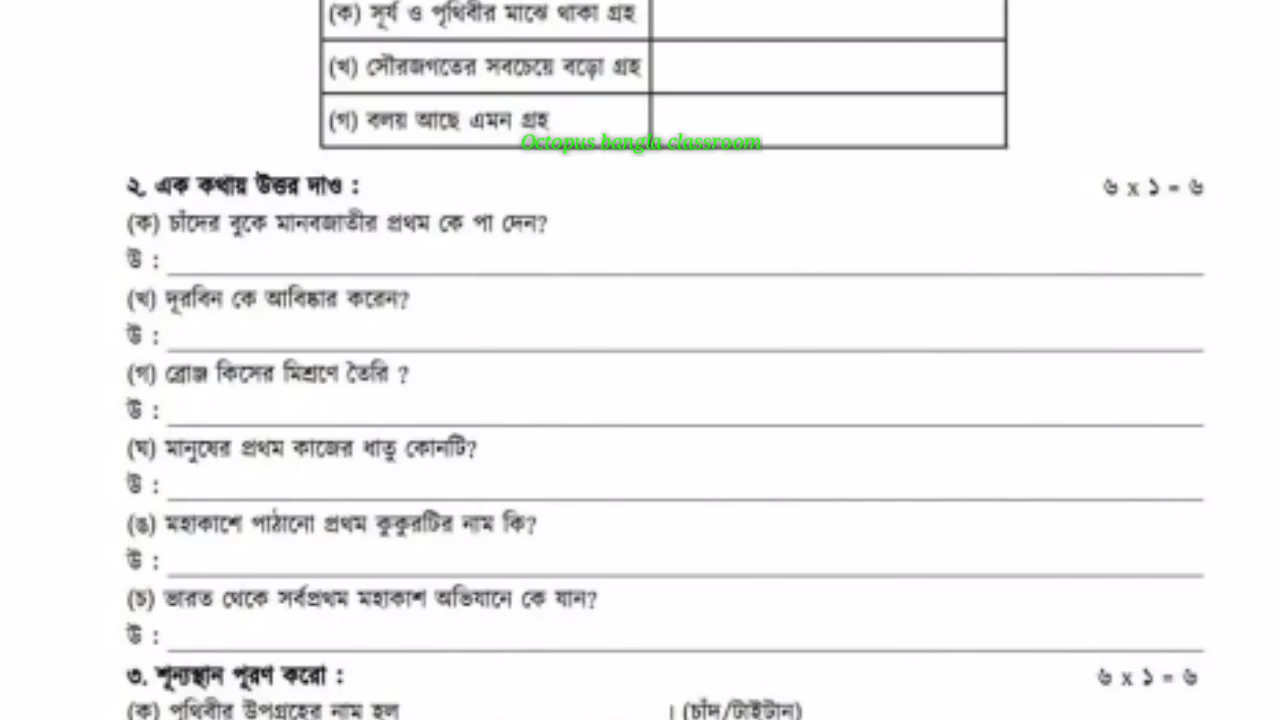 (ক) সূর্য ও পৃথিবীর মাঝে থাকা গ্রহ
(খ) সৌরজগতের সবচেয়ে বড়ো গ্রহ
(গ) বলয় আছে এমন গ্রহ
Octopus bangla classroom
২. এক কথায় উত্তর দাও : ৬ x ১ = ৬
(ক) চাঁদের বুকে মানবজাতীর প্রথম কে পা দেন?
উ :
(খ) দূরবিন কে আবিষ্কার করেন?
উ :
(গ) ব্রোঞ্জ কিসের মিশ্রণে তৈরি ?
উ :
(ঘ) মানুষের প্রথম কাজের ধাতু কোনটি?
উ :
(ঙ) মহাকাশে পাঠানো প্রথম কুকুরটির নাম কি?
উ :
(চ) ভারত থেকে সর্বপ্রথম মহাকাশ অভিযানে কে যান?
উ :
৩. শূন্যস্থান পূরণ করো : ৬ x ১ = ৬
(ক) পৃথিবীর উপগ্রহের নাম হল । (চাঁদ/টাইটান)